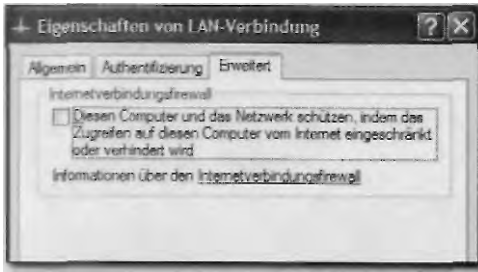 Eigenschaften von LAN-Verbindung
Allgemein Authentifizierung Erweitert
Internetverbindungsfirewall
Diesen Computer und das Netzwerk schützen, indem das
Zugreifen auf diesen Computer vom Internet eingeschränkt
oder verhindert wird
Informationen über den Internetverbindungsfirewall